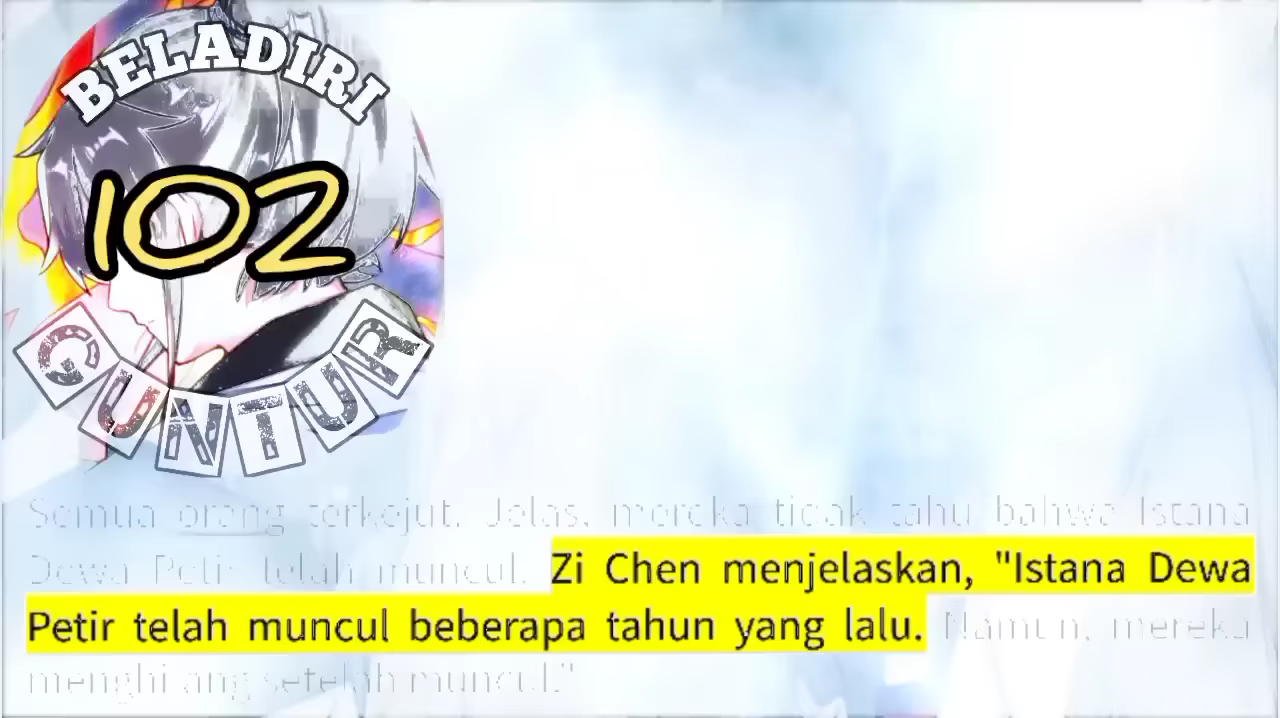 BELADIRI
102
GUNTUR
Semua orang terkejut. Jelas, mereka tidak tahu bahwa Istana
Dewa Petir telah muncul. Zi Chen menjelaskan, "Istana Dewa
Petir telah muncul beberapa tahun yang lalu. Namun, mereka
menghilang setelah muncul."